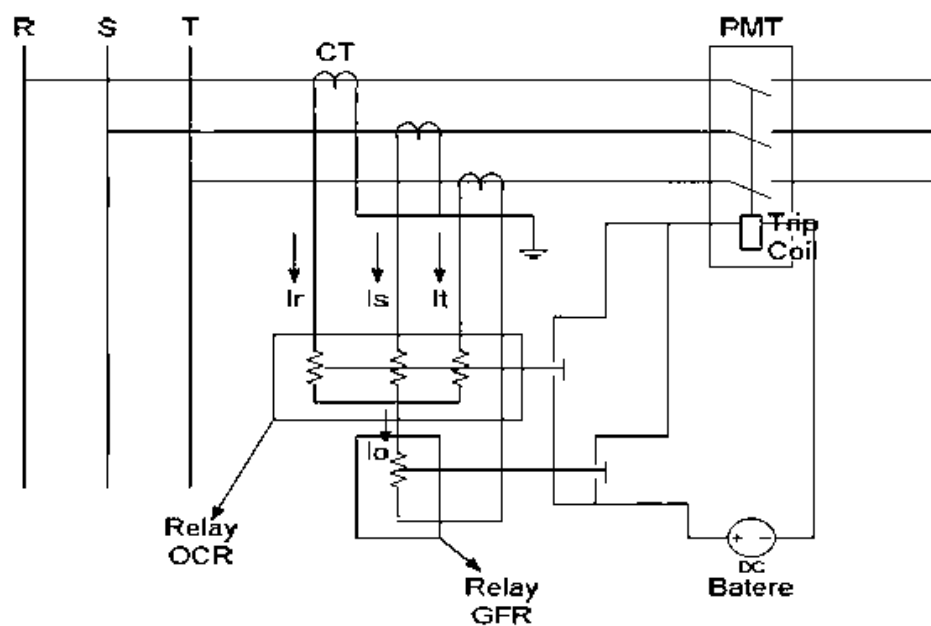 R S T PMT
CT
Trip
Coil
Ir Is It
Io
Relay
OCR
+ -
DC
Batere
Relay
GFR